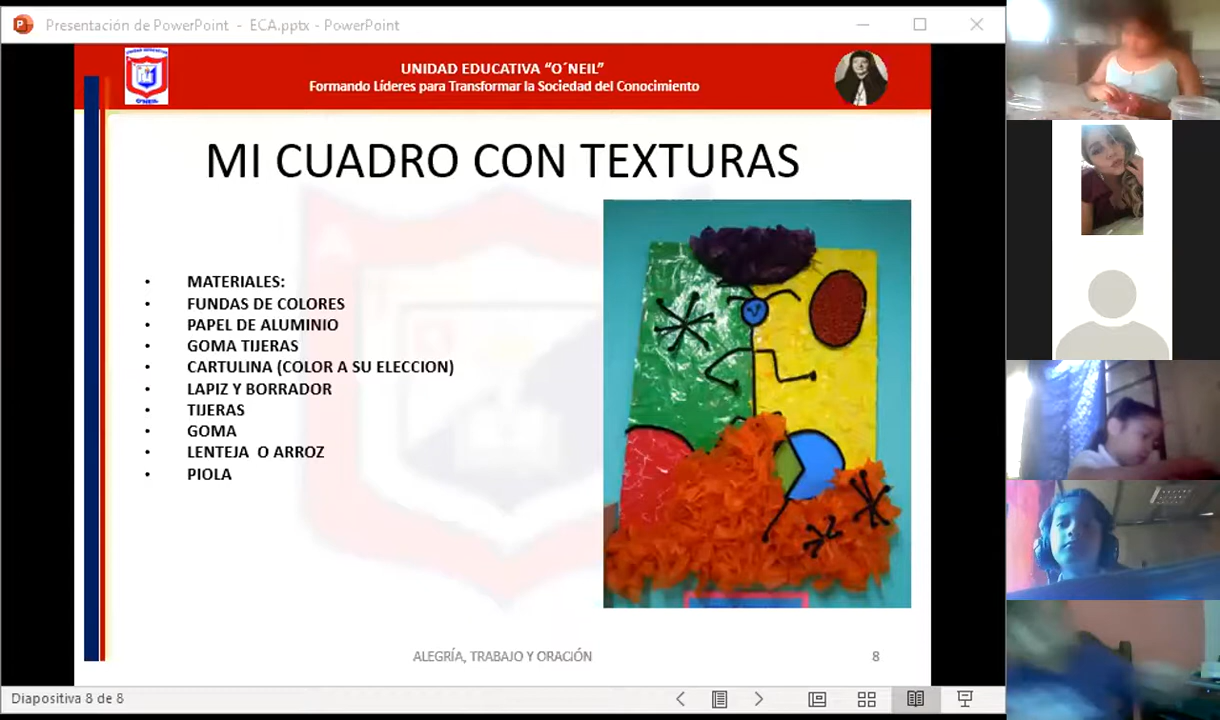 Presentación de PowerPoint - ECA.pptx - PowerPoint
UNIDAD EDUCATIVA "O´NEIL"
Formando Líderes para Transformar la Sociedad del Conocimiento
O'NEIL
MI CUADRO CON TEXTURAS
• MATERIALES:
• FUNDAS DE COLORES
• PAPEL DE ALUMINIO
• GOMA TIJERAS
• CARTULINA (COLOR A SU ELECCION)
• LAPIZ Y BORRADOR
• TIJERAS
• GOMA
• LENTEJA O ARROZ
• PIOLA
ALEGRÍA, TRABAJO Y ORACIÓN
8
Diapositiva 8 de 8